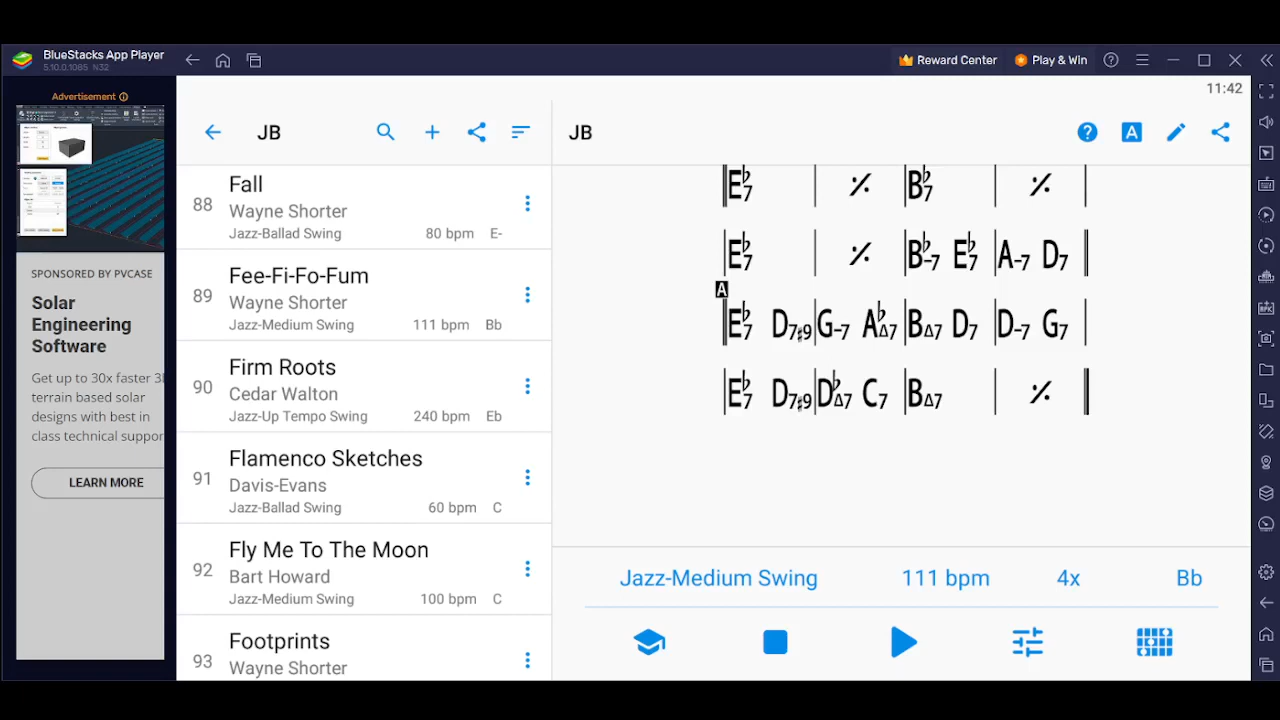 BlueStacks App Player
5.10.0.1085 N32
Reward Center
Play & Win
11:42
Advertisement
SPONSORED BY PVCASE
Solar
Engineering
Software
Get up to 30x faster 3
terrain based solar
designs with best in
class technical suppor
LEARN MORE
JB
88
Fall
Wayne Shorter
Jazz-Ballad Swing 80 bpm E-
89
Fee-Fi-Fo-Fum
Wayne Shorter
Jazz-Medium Swing 111 bpm Bb
90
Firm Roots
Cedar Walton
Jazz-Up Tempo Swing 240 bpm Eb
91
Flamenco Sketches
Davis-Evans
Jazz-Ballad Swing 60 bpm C
92
Fly Me To The Moon
Bart Howard
Jazz-Medium Swing 100 bpm C
93
Footprints
Wayne Shorter
JB
A
E♭7 | 𝄎 | B♭7 | 𝄎
E♭7 | 𝄎 | B♭-7 E♭7 | A-7 D7
A
E♭7 D7♯9 | G-7 A♭△7 | B△7 D7 | D-7 G7
E♭7 D7♯9 | D♭△7 C7 | B△7 | 𝄎
Jazz-Medium Swing 111 bpm 4x Bb